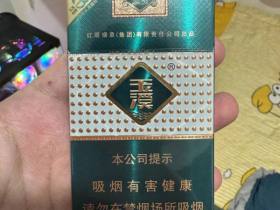 红塔烟草(集团)有限责任公司出品
玉溪
®
本公司提示
吸烟有害健康
请勿在禁烟场所吸烟